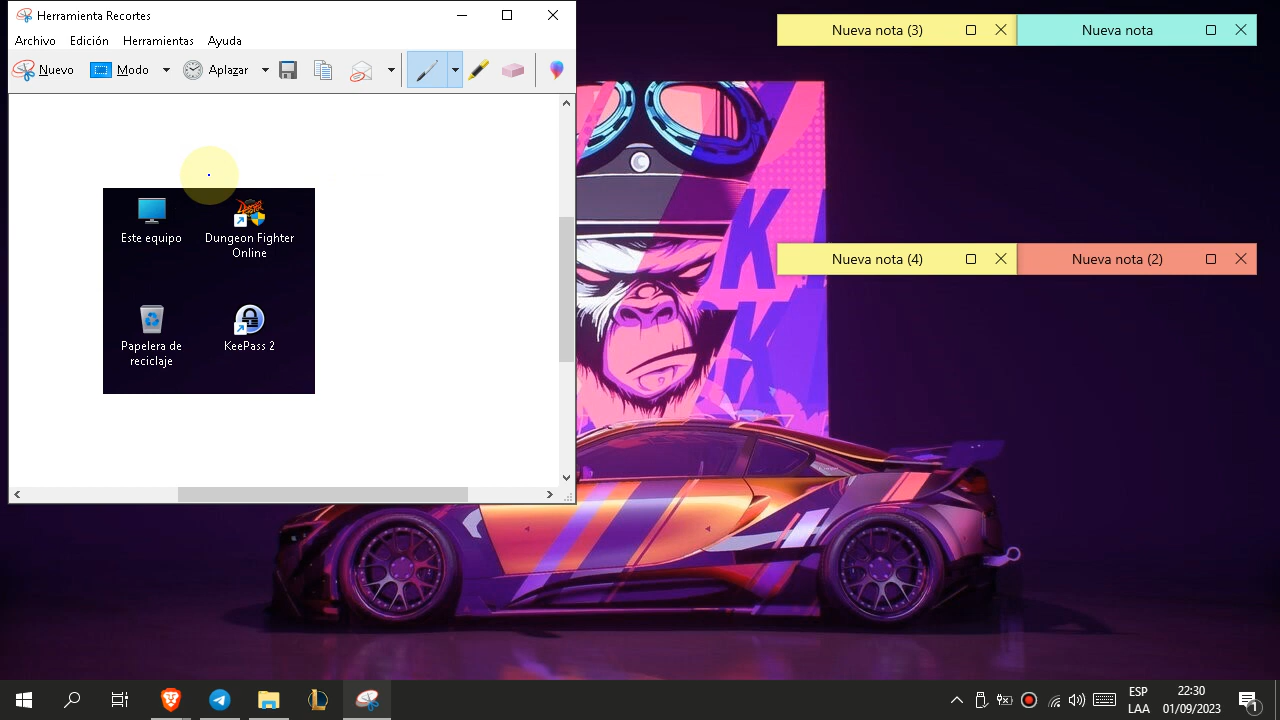 Herramienta Recortes
Archivo Edición Herramientas Ayuda
Nuevo Modo Aplazar
Este equipo
Dungeon Fighter
Online
Papelera de
reciclaje
KeePass 2
Nueva nota (3)
Nueva nota
Nueva nota (4)
Nueva nota (2)
K
K
ESP
LAA
22:30
01/09/2023
1